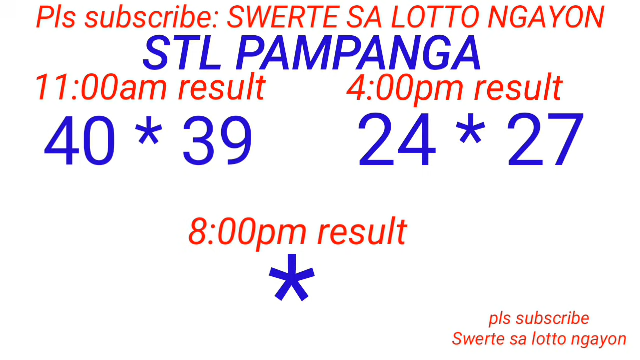 Pls subscribe: SWERTE SA LOTTO NGAYON
STL PAMPANGA
11:00am result
4:00pm result
40 * 39
24 * 27
8:00pm result
*
pls subscribe
Swerte sa lotto ngayon